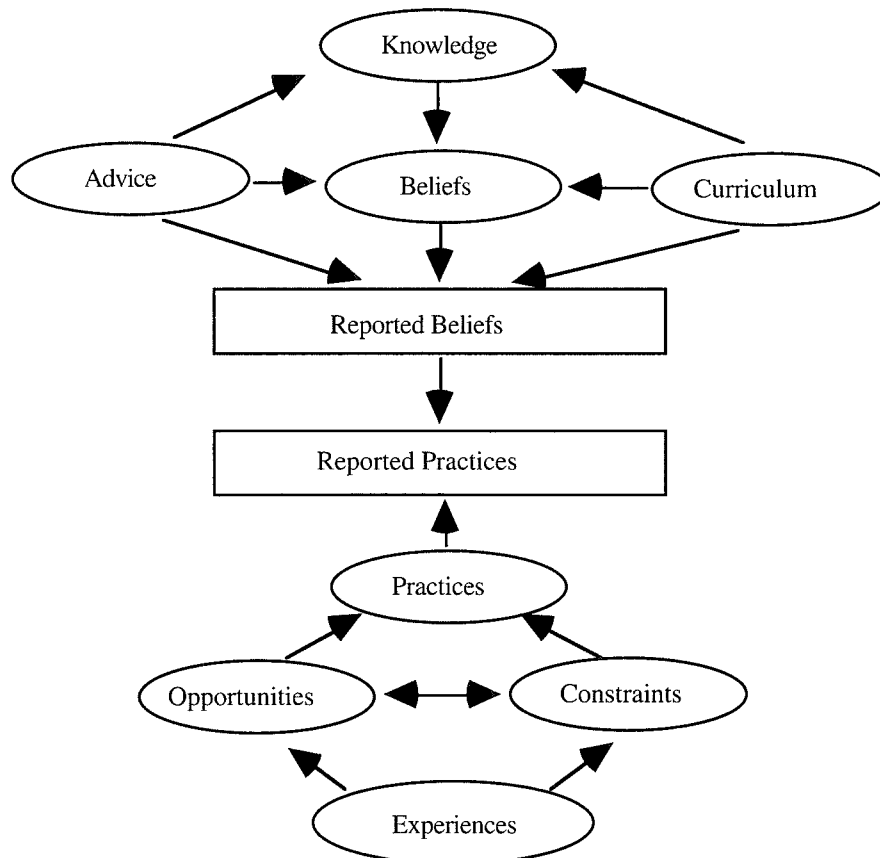 Knowledge
Advice
Beliefs
Curriculum
Reported Beliefs
Reported Practices
Practices
Opportunities
Constraints
Experiences